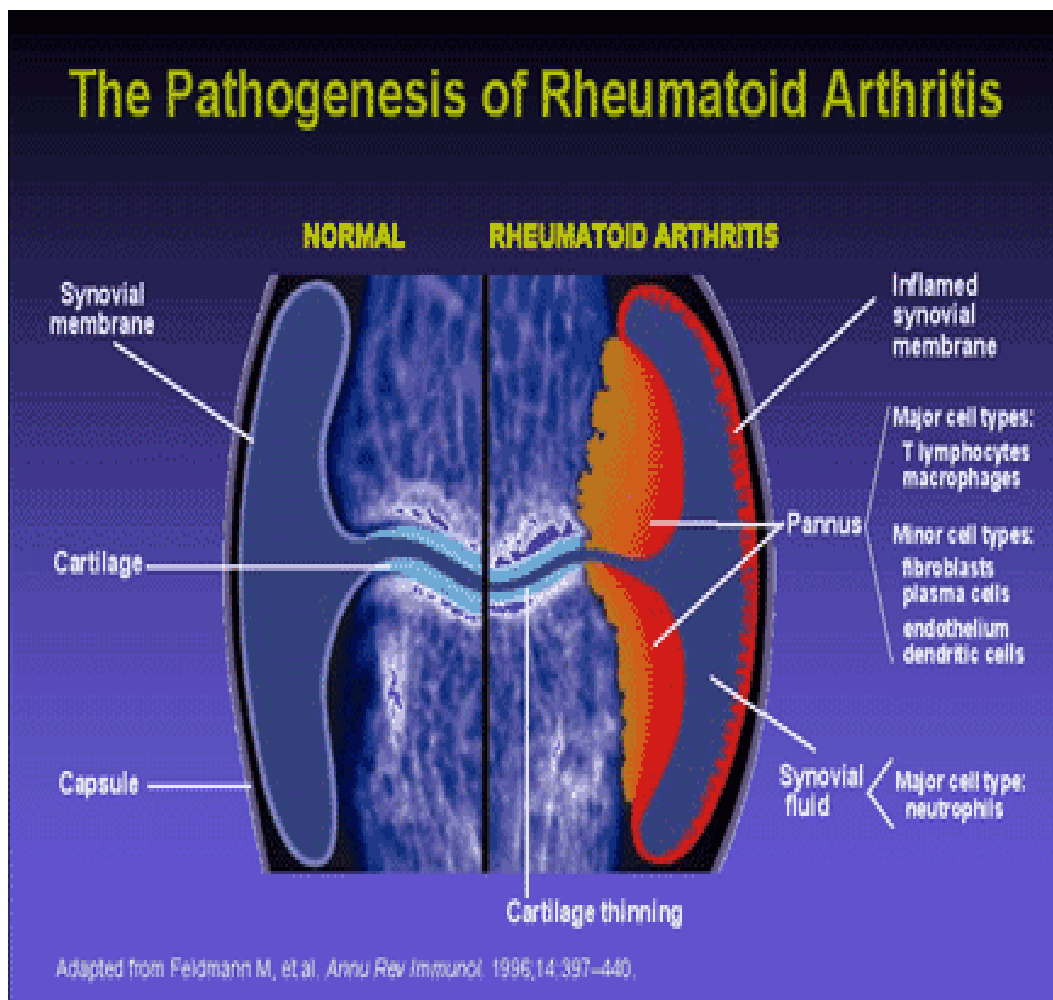 The Pathogenesis of Rheumatoid Arthritis
NORMAL
RHEUMATOID ARTHRITIS
Synovial
membrane
Cartilage
Capsule
Inflamed
synovial
membrane
Major cell types:
T lymphocytes
macrophages
Pannus
Minor cell types:
fibroblasts
plasma cells
endothelium
dendritic cells
Synovial
fluid
Major cell type:
neutrophils
Cartilage thinning
Adapted from Feldmann M, et al. Annu Rev Immunol. 1996;14:397–440.